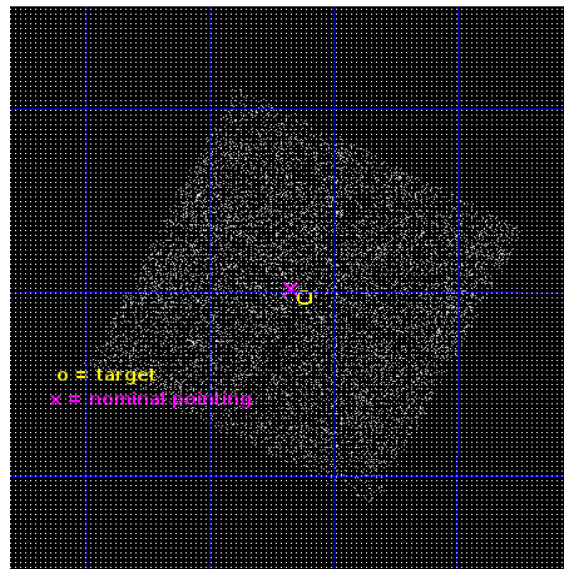 o = target
x = nominal pointing